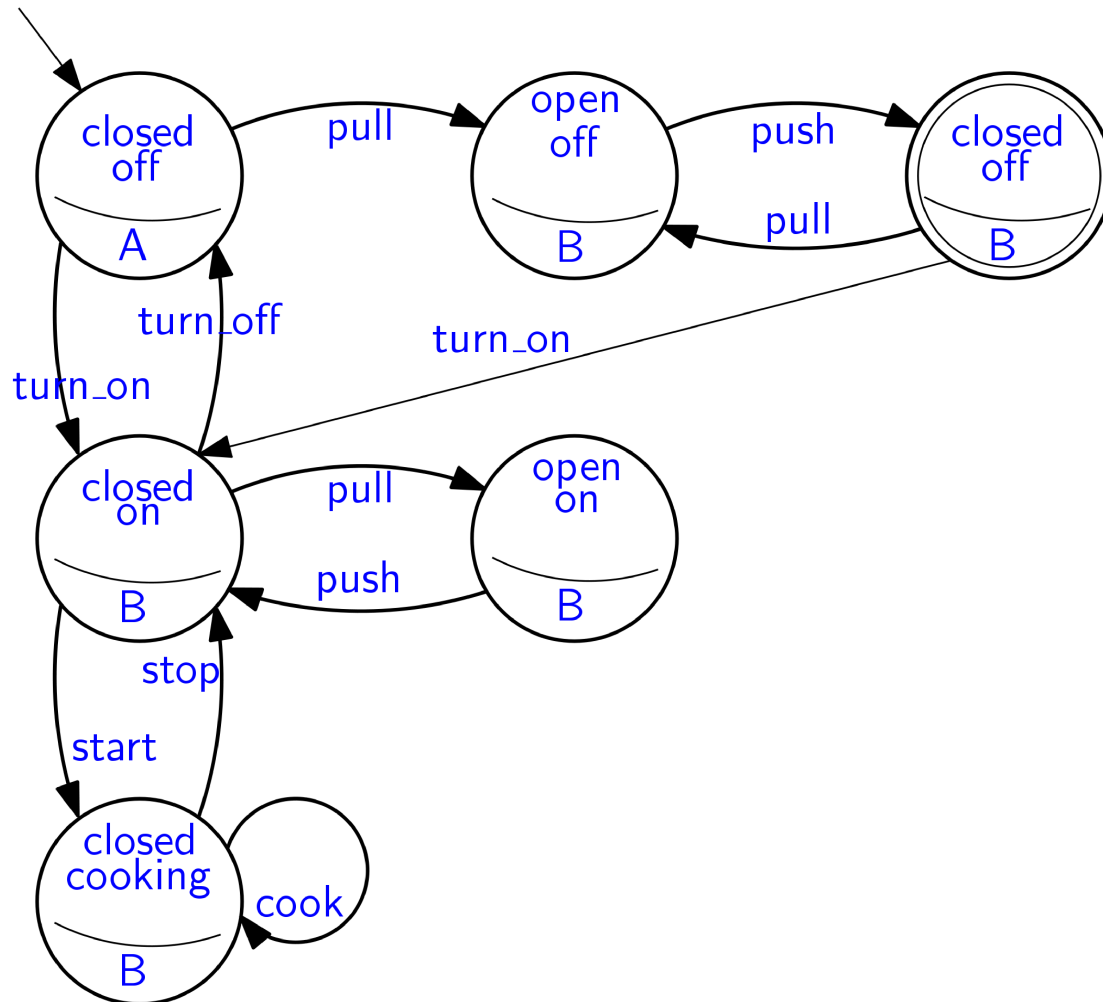 closed
off
A
pull
open
off
B
push
pull
closed
off
B
turn_off
turn_on
turn_on
closed
on
B
pull
push
open
on
B
stop
start
closed
cooking
B
cook